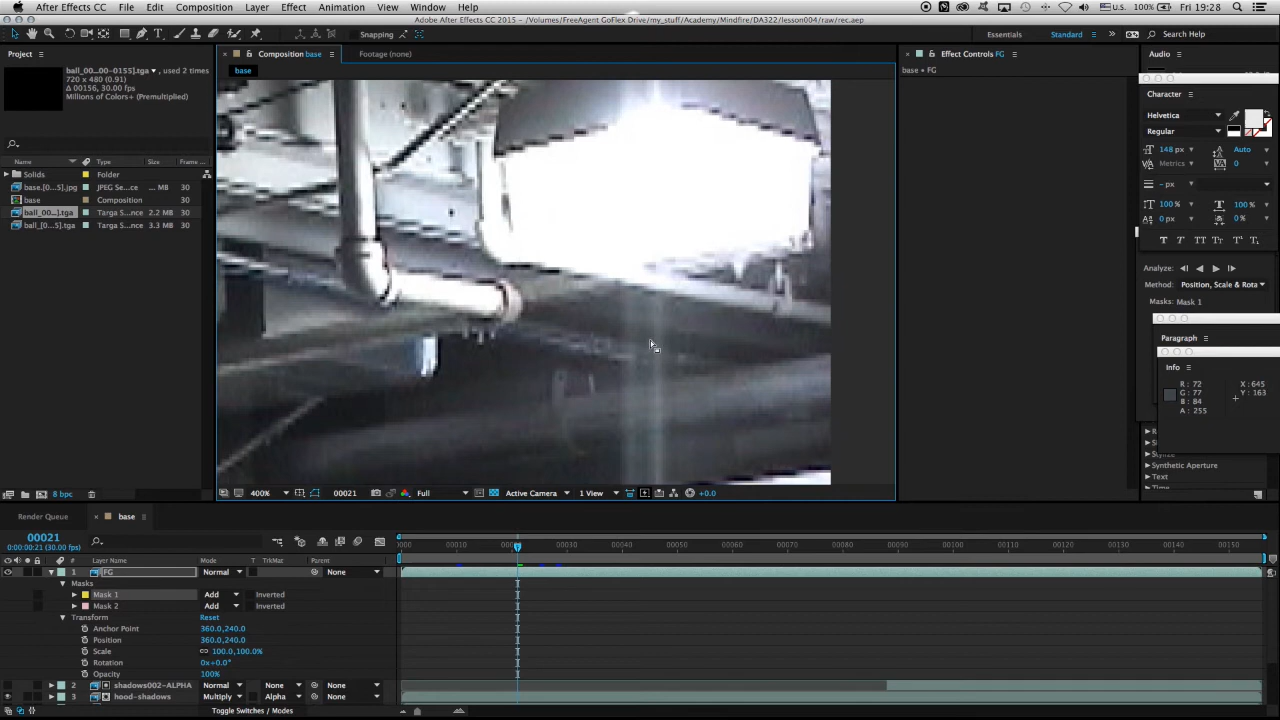 After Effects CC File Edit Composition Layer Effect Animation View Window Help U.S. 100% Fri 19:28
Adobe After Effects CC 2015 - /Volumes/FreeAgent GoFlex Drive/my_stuff/Academy/Mindfire/DA322/lesson004/raw/rec.aep
Snapping Essentials Standard Search Help
Project Composition base Footage (none) Effect Controls FG Audio
base base • FG
ball_00...00-0155].tga, used 2 times
720 x 480 (0.91)
Δ 00156, 30.00 fps
Millions of Colors+ (Premultiplied)
Character
Helvetica
Regular
148 px Auto
Metrics 0
- px
100% 100%
0 px 0%
Name Type Size Frame ...
Solids Folder
base.[0...5].jpg JPEG Se...ce ... MB 30
base Composition 30
ball_00...].tga Targa S...nce 2.2 MB 30
ball_[0...5].tga Targa S...nce 3.3 MB 30
Analyze:
Method: Position, Scale & Rota
Masks: Mask 1
Paragraph
Info
R: 72 X: 645
G: 77 Y: 163
B: 84
A: 255
Synthetic Aperture
Text
Time
8 bpc 400% 00021 Full Active Camera 1 View +0.0
Render Queue base
00021
0:00:00:21 (30.00 fps)
00010 00030 00040 00050 00060 00070 00080 00090 00100 00110 00120 00130 00140 00150
# Layer Name Mode T TrkMat Parent
1 FG Normal None
Masks
Mask 1 Add Inverted
Mask 2 Add Inverted
Transform Reset
Anchor Point 360.0,240.0
Position 360.0,240.0
Scale 100.0,100.0%
Rotation 0x+0.0°
Opacity 100%
2 shadows002-ALPHA Normal None None
3 hood-shadows Multiply Alpha None
Toggle Switches / Modes